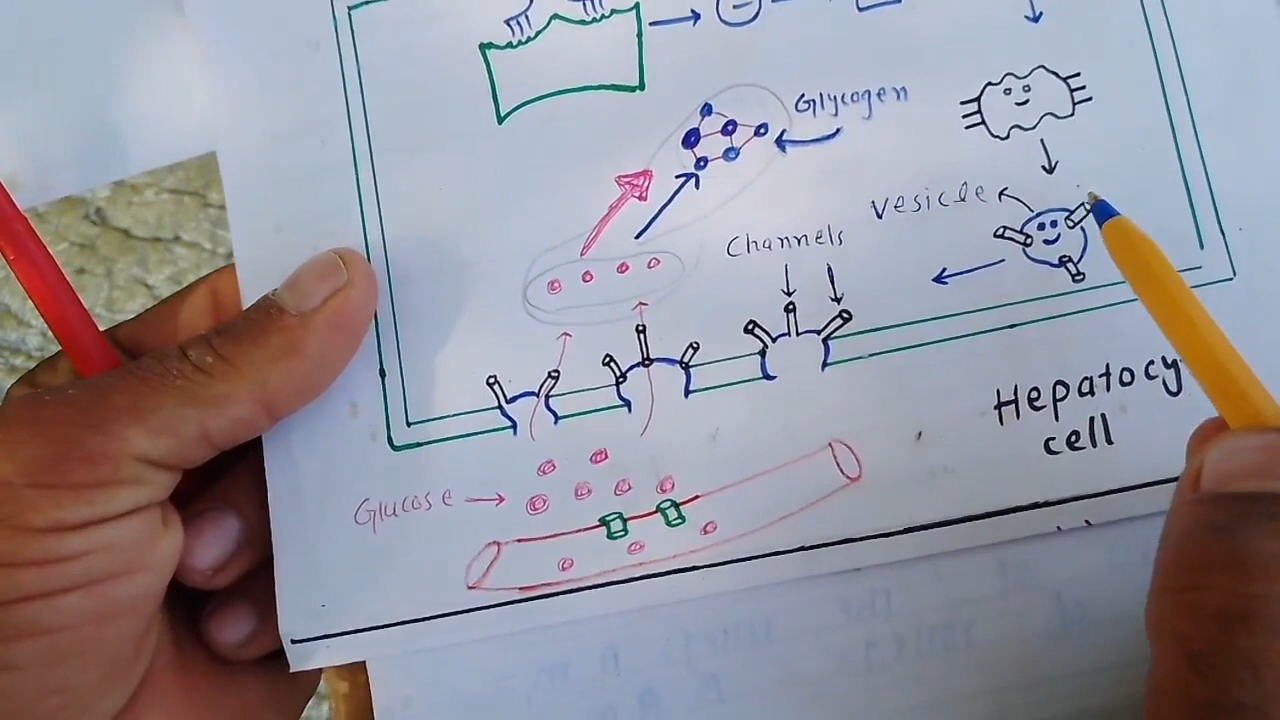 Glycogen
Vesicle
Channels
Hepatocy
cell
Glucose